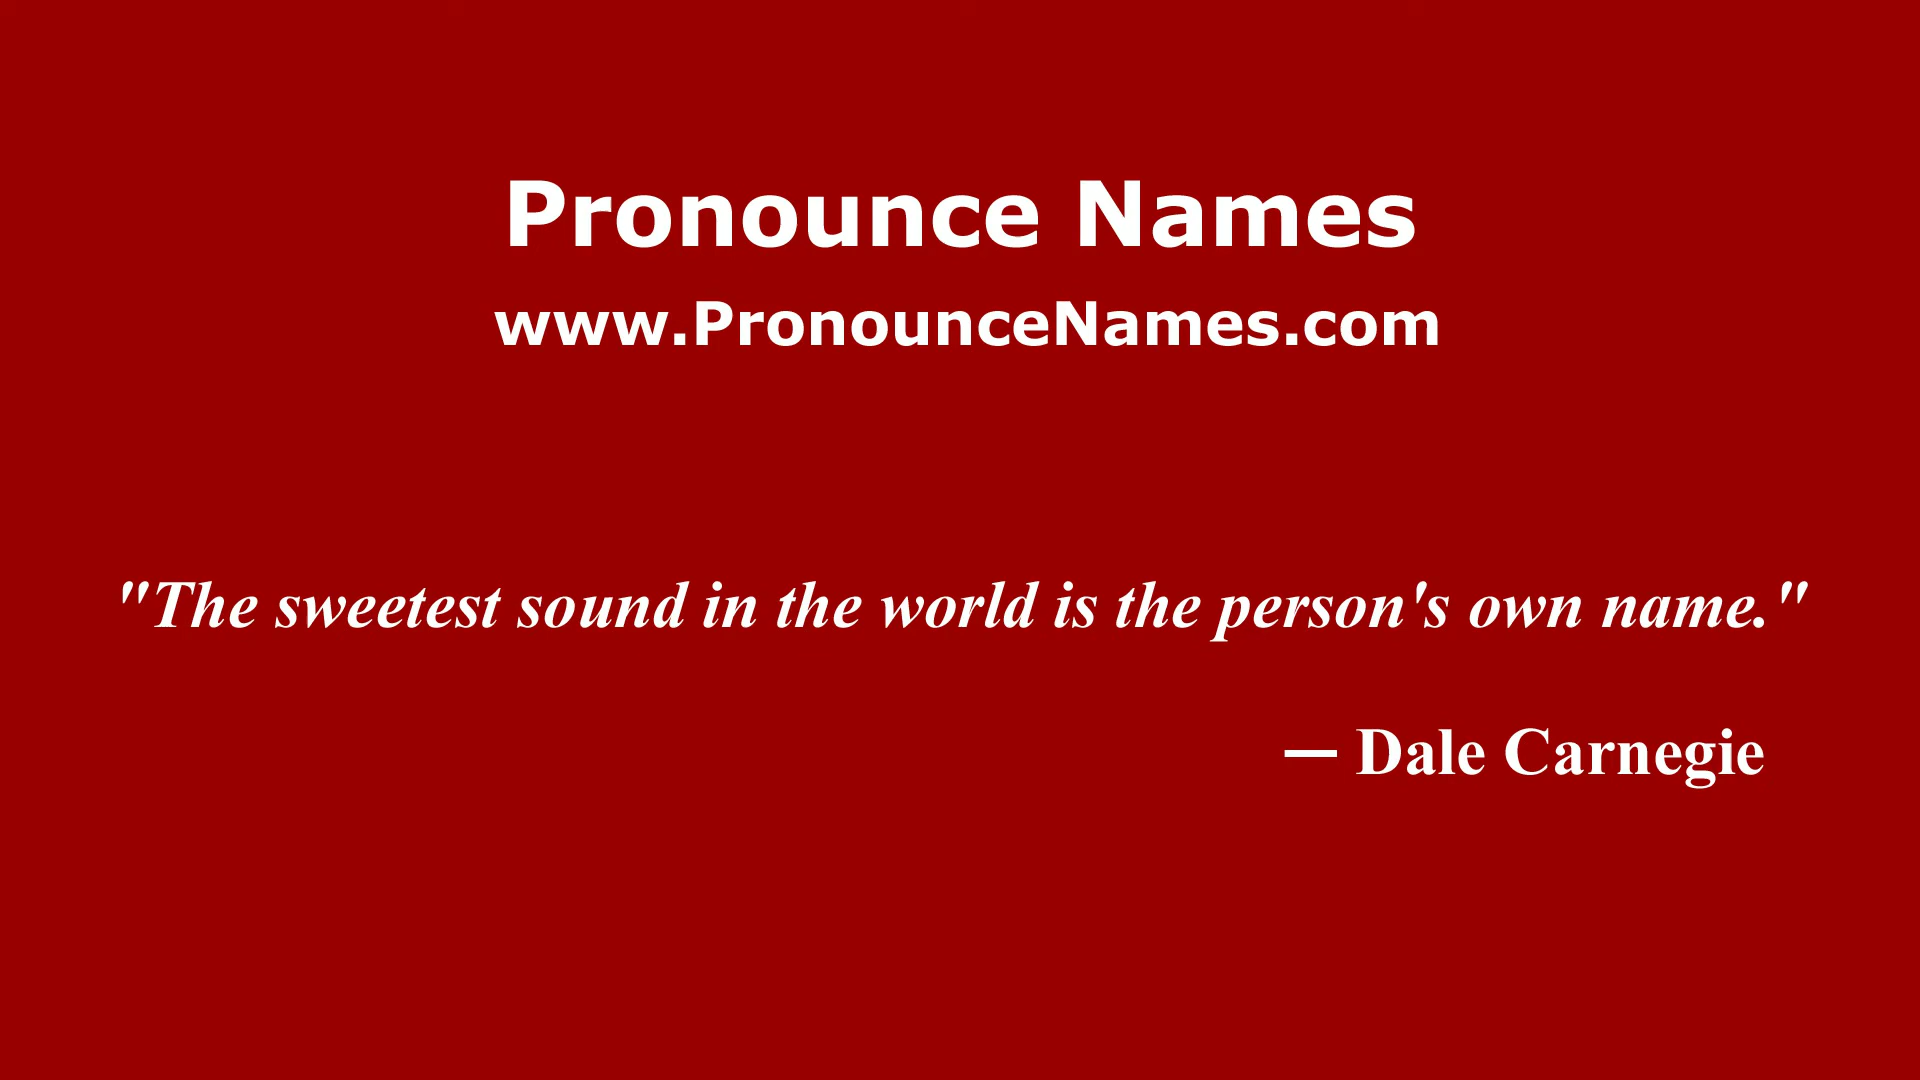 Pronounce Names
www.PronounceNames.com
"The sweetest sound in the world is the person's own name."
— Dale Carnegie